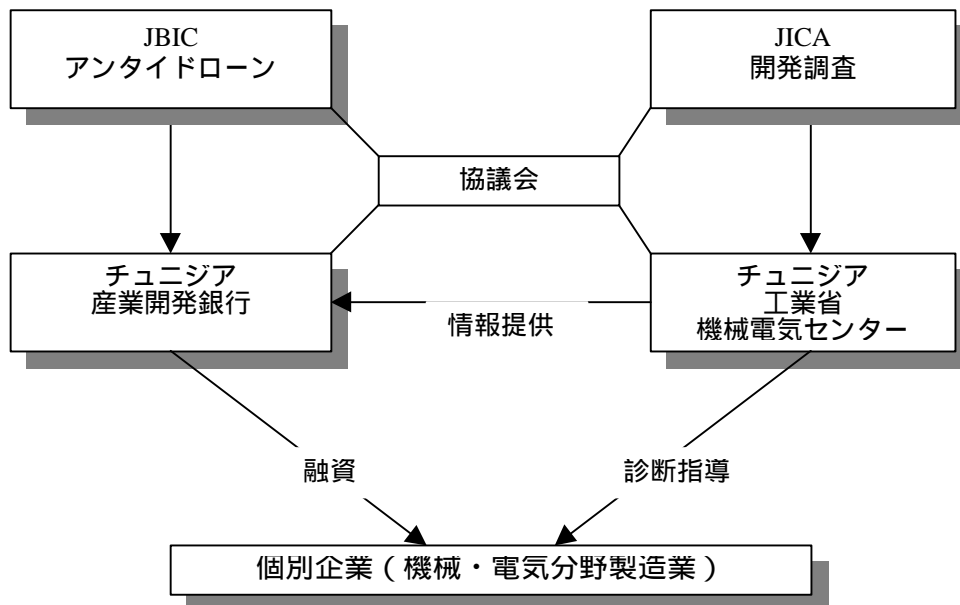 JBIC
アンタイドローン
JICA
開発調査
協議会
チュニジア
産業開発銀行
チュニジア
工業省
機械電気センター
情報提供
融資
診断指導
個別企業（機械・電気分野製造業）